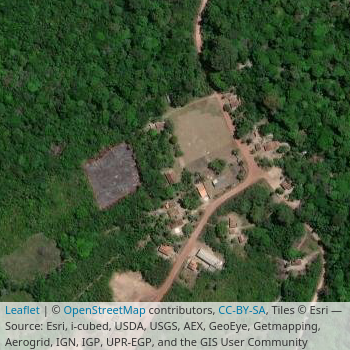 Leaflet | © OpenStreetMap contributors, CC-BY-SA, Tiles © Esri —
Source: Esri, i-cubed, USDA, USGS, AEX, GeoEye, Getmapping,
Aerogrid, IGN, IGP, UPR-EGP, and the GIS User Community